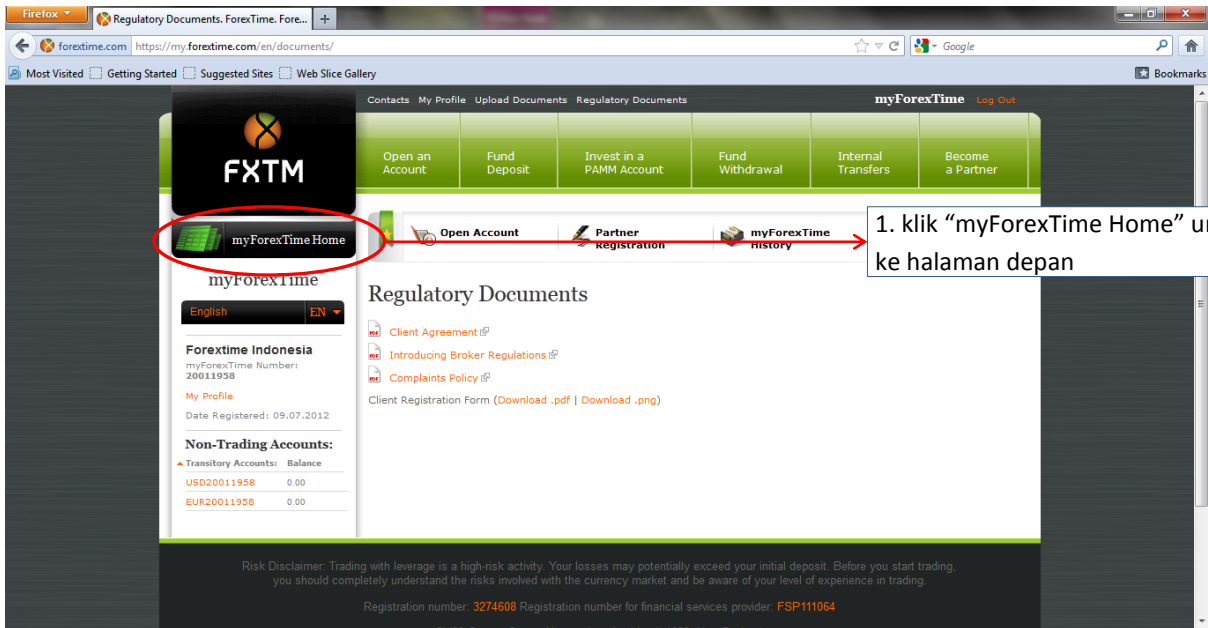 Firefox
Regulatory Documents. ForexTime. Fore...
forextime.com https://my.forextime.com/en/documents/
Google
Most Visited Getting Started Suggested Sites Web Slice Gallery
Bookmarks
Contacts My Profile Upload Documents Regulatory Documents
myForexTime Log Out
FXTM
Open an Account
Fund Deposit
Invest in a PAMM Account
Fund Withdrawal
Internal Transfers
Become a Partner
myForexTime Home
Open Account
Partner Registration
myForexTime History
1. klik “myForexTime Home”
ke halaman depan
myForexTime
English EN
Forextime Indonesia
myForexTime Number:
20011958
My Profile
Date Registered: 09.07.2012
Non-Trading Accounts:
Transitory Accounts: Balance
USD20011958 0.00
EUR20011958 0.00
Regulatory Documents
PDF Client Agreement
PDF Introducing Broker Regulations
PDF Complaints Policy
Client Registration Form (Download .pdf | Download .png)
Risk Disclaimer: Trading with leverage is a high-risk activity. Your losses may potentially exceed your initial deposit. Before you start trading,
you should completely understand the risks involved with the currency market and be aware of your level of experience in trading.
Registration number: 3274608 Registration number for financial services provider: FSP111064